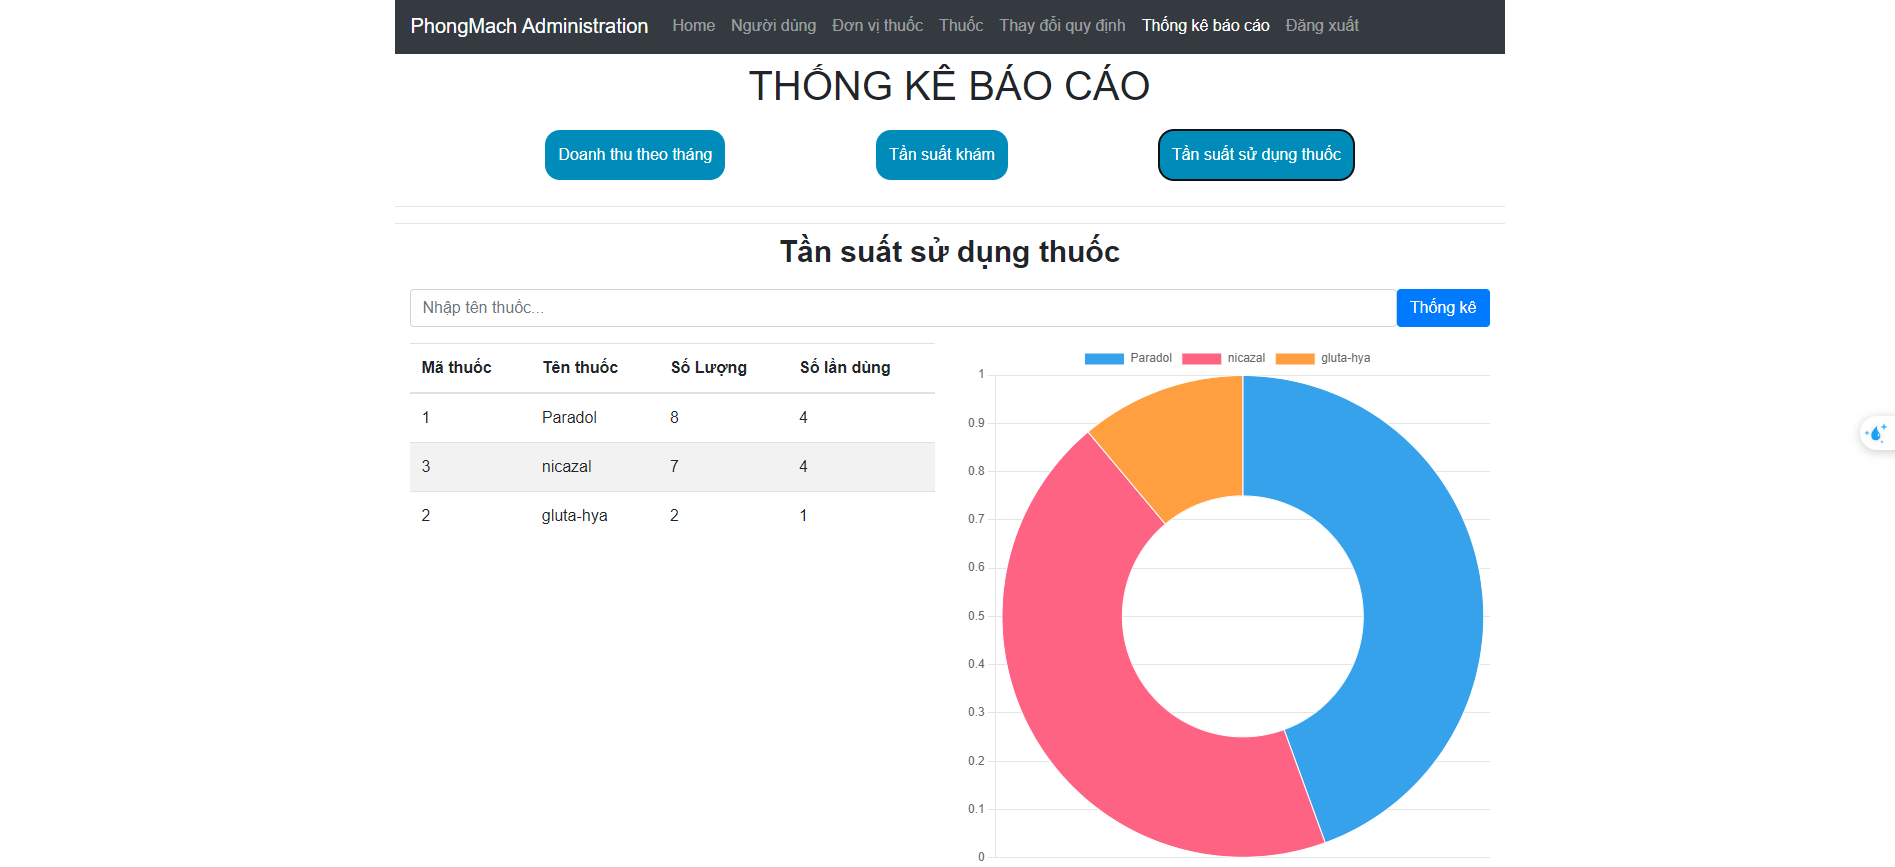 PhongMach Administration Home Người dùng Đơn vị thuốc Thuốc Thay đổi quy định Thống kê báo cáo Đăng xuất
THỐNG KÊ BÁO CÁO
Doanh thu theo tháng Tần suất khám Tần suất sử dụng thuốc
Tần suất sử dụng thuốc
Nhập tên thuốc... Thống kê
Mã thuốc Tên thuốc Số Lượng Số lần dùng
1 Paradol 8 4
3 nicazal 7 4
2 gluta-hya 2 1
Paradol nicazal gluta-hya
1
0.9
0.8
0.7
0.6
0.5
0.4
0.3
0.2
0.1
0